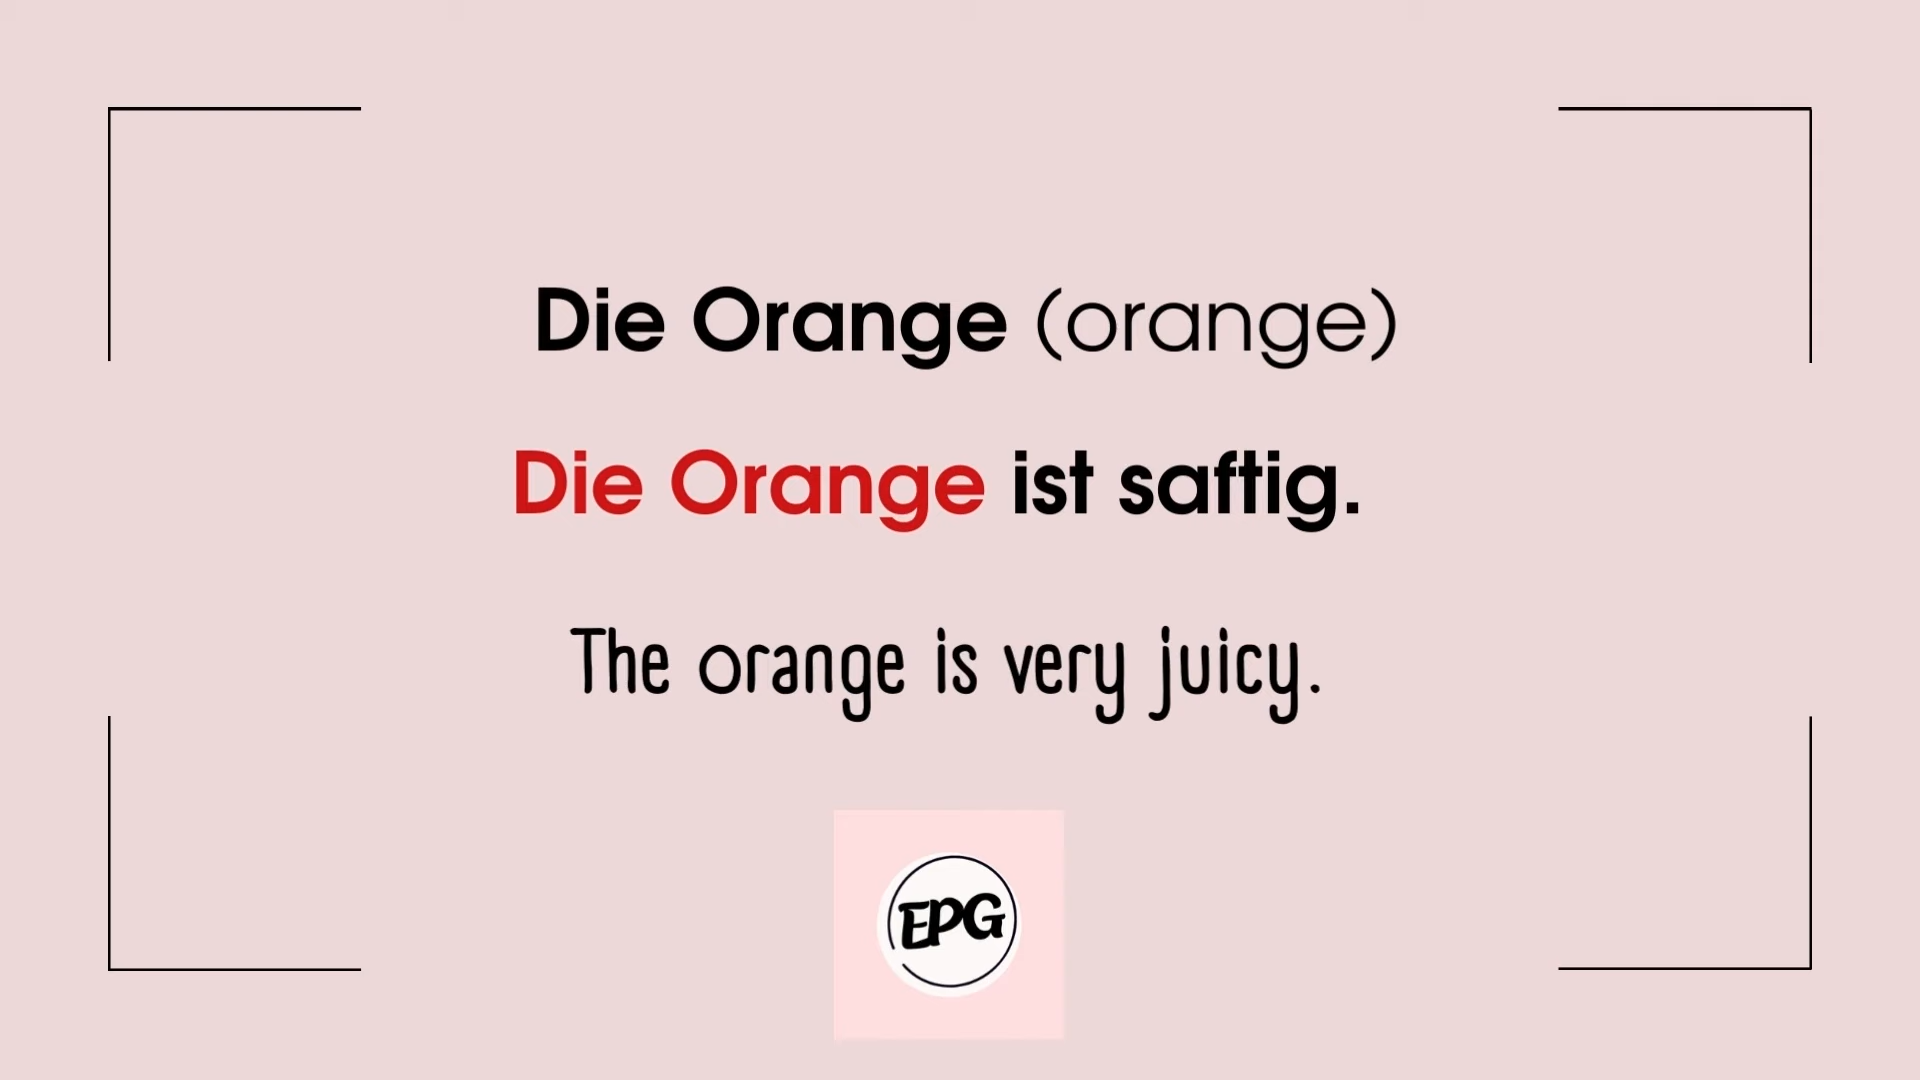 Die Orange (orange)
Die Orange ist saftig.
The orange is very juicy.
EPG